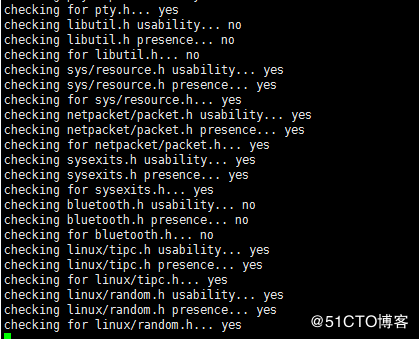 checking for pty.h... yes
checking libutil.h usability... no
checking libutil.h presence... no
checking for libutil.h... no
checking sys/resource.h usability... yes
checking sys/resource.h presence... yes
checking for sys/resource.h... yes
checking netpacket/packet.h usability... yes
checking netpacket/packet.h presence... yes
checking for netpacket/packet.h... yes
checking sysexits.h usability... yes
checking sysexits.h presence... yes
checking for sysexits.h... yes
checking bluetooth.h usability... no
checking bluetooth.h presence... no
checking for bluetooth.h... no
checking linux/tipc.h usability... yes
checking linux/tipc.h presence... yes
checking for linux/tipc.h... yes
checking linux/random.h usability... yes
checking linux/random.h presence... yes
checking for linux/random.h... yes
@51CTO博客